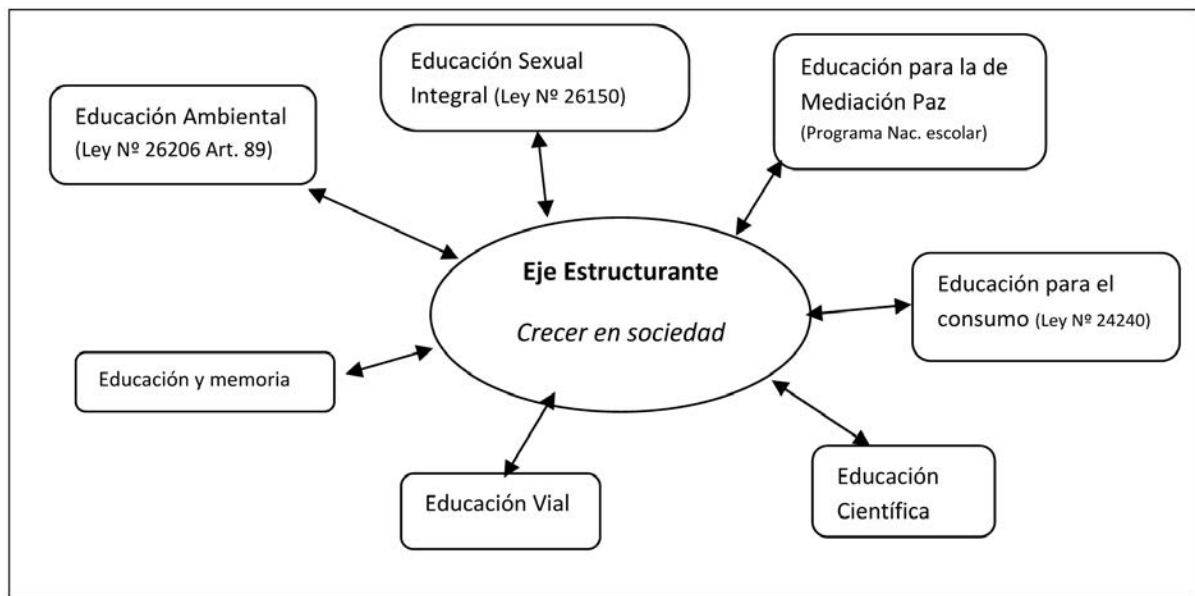 Educación Sexual
Integral (Ley Nº 26150)
Educación para la de
Mediación Paz
(Programa Nac. escolar)
Educación Ambiental
(Ley Nº 26206 Art. 89)
Eje Estructurante
Crecer en sociedad
Educación para el
consumo (Ley Nº 24240)
Educación y memoria
Educación Vial
Educación
Científica